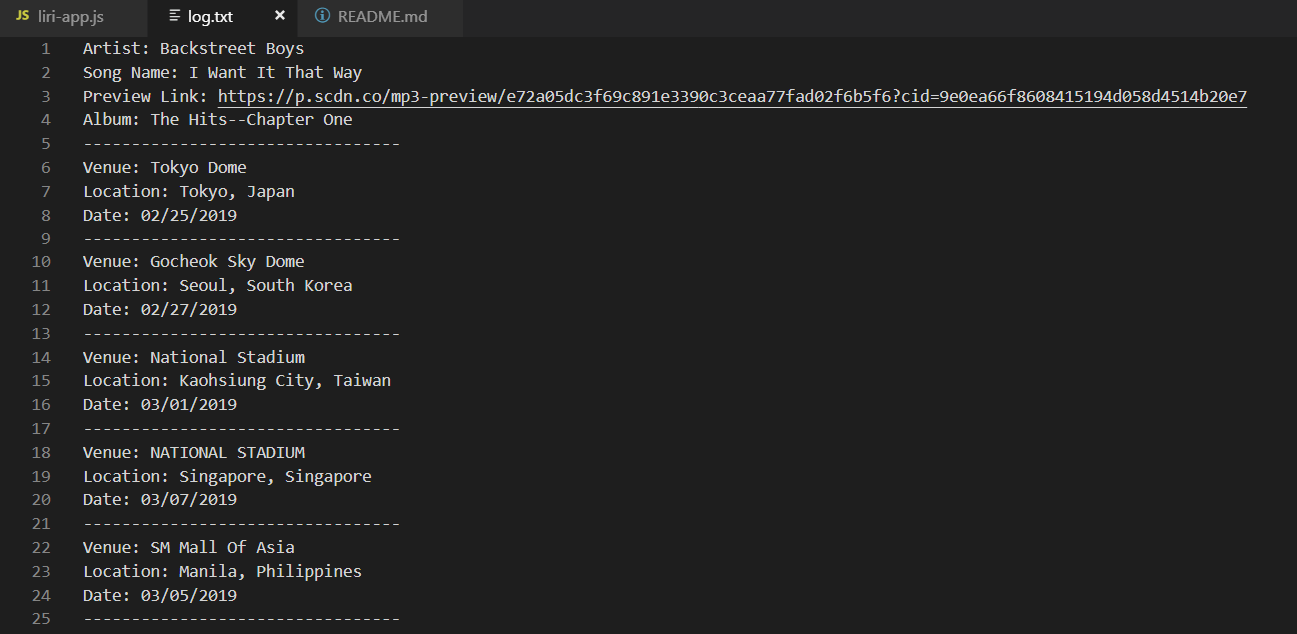 JS liri-app.js log.txt × README.md
1 Artist: Backstreet Boys
2 Song Name: I Want It That Way
3 Preview Link: https://p.scdn.co/mp3-preview/e72a05dc3f69c891e3390c3ceaa77fad02f6b5f6?cid=9e0ea66f8608415194d058d4514b20e7
4 Album: The Hits--Chapter One
5 ---------------------------------
6 Venue: Tokyo Dome
7 Location: Tokyo, Japan
8 Date: 02/25/2019
9 ---------------------------------
10 Venue: Gocheok Sky Dome
11 Location: Seoul, South Korea
12 Date: 02/27/2019
13 ---------------------------------
14 Venue: National Stadium
15 Location: Kaohsiung City, Taiwan
16 Date: 03/01/2019
17 ---------------------------------
18 Venue: NATIONAL STADIUM
19 Location: Singapore, Singapore
20 Date: 03/07/2019
21 ---------------------------------
22 Venue: SM Mall Of Asia
23 Location: Manila, Philippines
24 Date: 03/05/2019
25 ---------------------------------